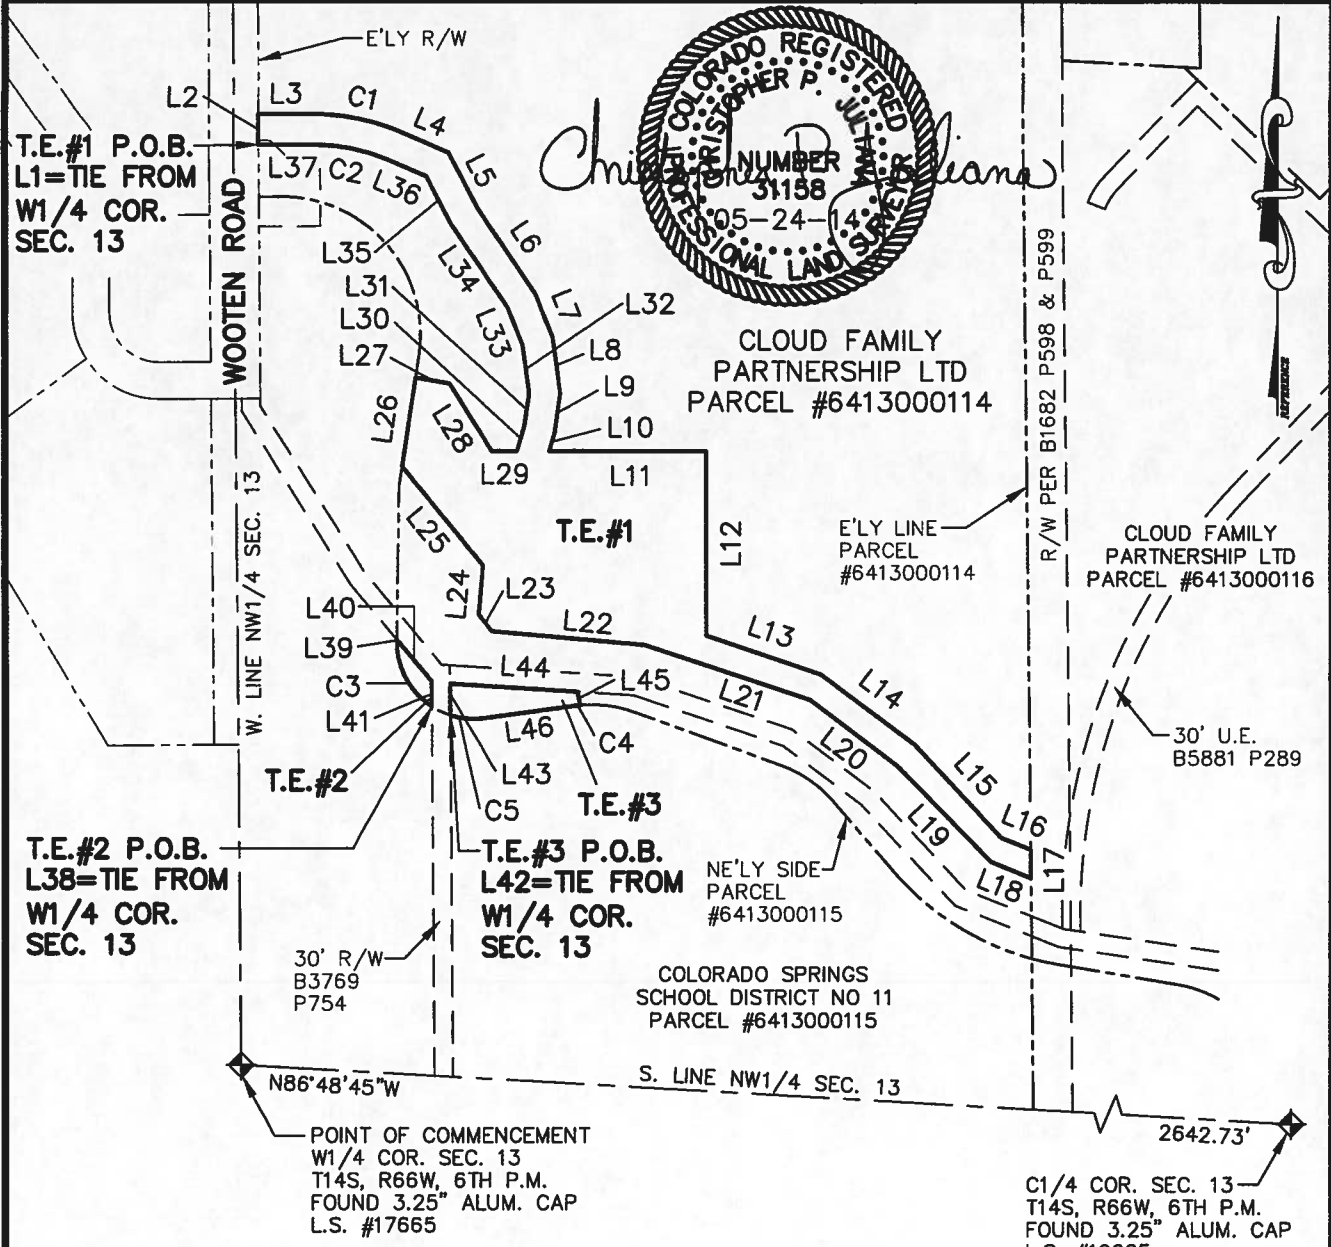 E'LY R/W
L2
L3
C1
L4
T.E.#1 P.O.B.
L1=TIE FROM
W1/4 COR.
SEC. 13
L37
C2
L36
L5
L6
L7
L35
L34
L31
L30
L33
L27
L32
L8
L9
L10
L26
L28
L29
L11
WOOTEN ROAD
COLORADO REGISTERED
NUMBER
31158
05-24-14
PROFESSIONAL LAND SURVEYOR
CLOUD FAMILY
PARTNERSHIP LTD
PARCEL #6413000114
R/W PER B1682 P598 & P599
REFERENCE
T.E.#1
L12
E'LY LINE
PARCEL
#6413000114
CLOUD FAMILY
PARTNERSHIP LTD
PARCEL #6413000116
W. LINE NW1/4 SEC. 13
L25
L24
L23
L22
L40
L39
C3
L41
L44
L45
L46
C4
L43
C5
L13
L14
L21
L20
L15
L16
L19
L18
L17
30' U.E.
B5881 P289
T.E.#2
T.E.#3
T.E.#2 P.O.B.
L38=TIE FROM
W1/4 COR.
SEC. 13
T.E.#3 P.O.B.
L42=TIE FROM
W1/4 COR.
SEC. 13
NE'LY SIDE
PARCEL
#6413000115
30' R/W
B3769
P754
COLORADO SPRINGS
SCHOOL DISTRICT NO 11
PARCEL #6413000115
N86°48'45"W
S. LINE NW1/4 SEC. 13
2642.73'
POINT OF COMMENCEMENT
W1/4 COR. SEC. 13
T14S, R66W, 6TH P.M.
FOUND 3.25" ALUM. CAP
L.S. #17665
C1/4 COR. SEC. 13
T14S, R66W, 6TH P.M.
FOUND 3.25" ALUM. CAP